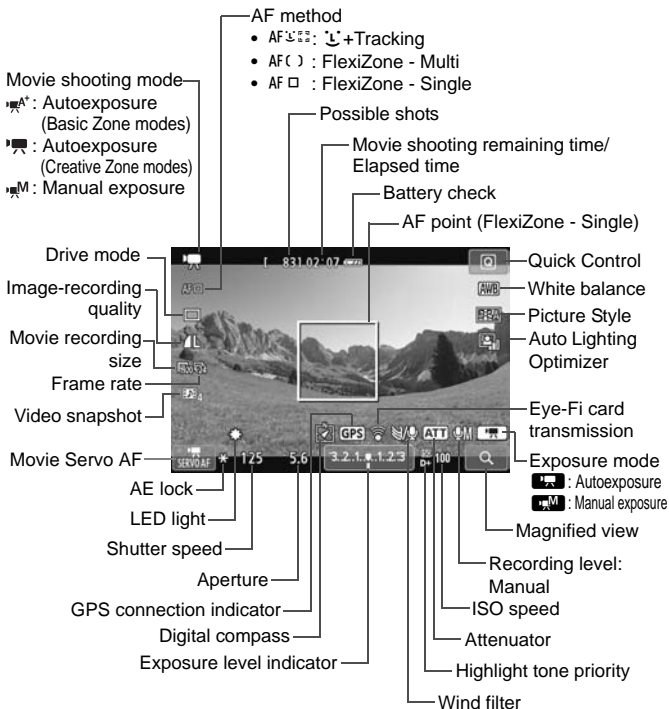 AF method
• AF : +Tracking
• AF( ) : FlexiZone - Multi
• AF □ : FlexiZone - Single
Movie shooting mode
A+ : Autoexposure
(Basic Zone modes)
: Autoexposure
(Creative Zone modes)
M : Manual exposure
Possible shots
Movie shooting remaining time/
Elapsed time
Battery check
AF point (FlexiZone - Single)
Drive mode
Image-recording
quality
Movie recording
size
Frame rate
Video snapshot
Movie Servo AF
[ 83] 02:07
AF
L
4
SERVO AF
* 125 5.6 3.2.1.0.1.2.3 D+ 100
GPS ATT M
Q
AWB
Quick Control
White balance
Picture Style
Auto Lighting
Optimizer
Eye-Fi card
transmission
Exposure mode
: Autoexposure
M : Manual exposure
Magnified view
AE lock
LED light
Shutter speed
Aperture
GPS connection indicator
Digital compass
Exposure level indicator
Recording level:
Manual
ISO speed
Attenuator
Highlight tone priority
Wind filter